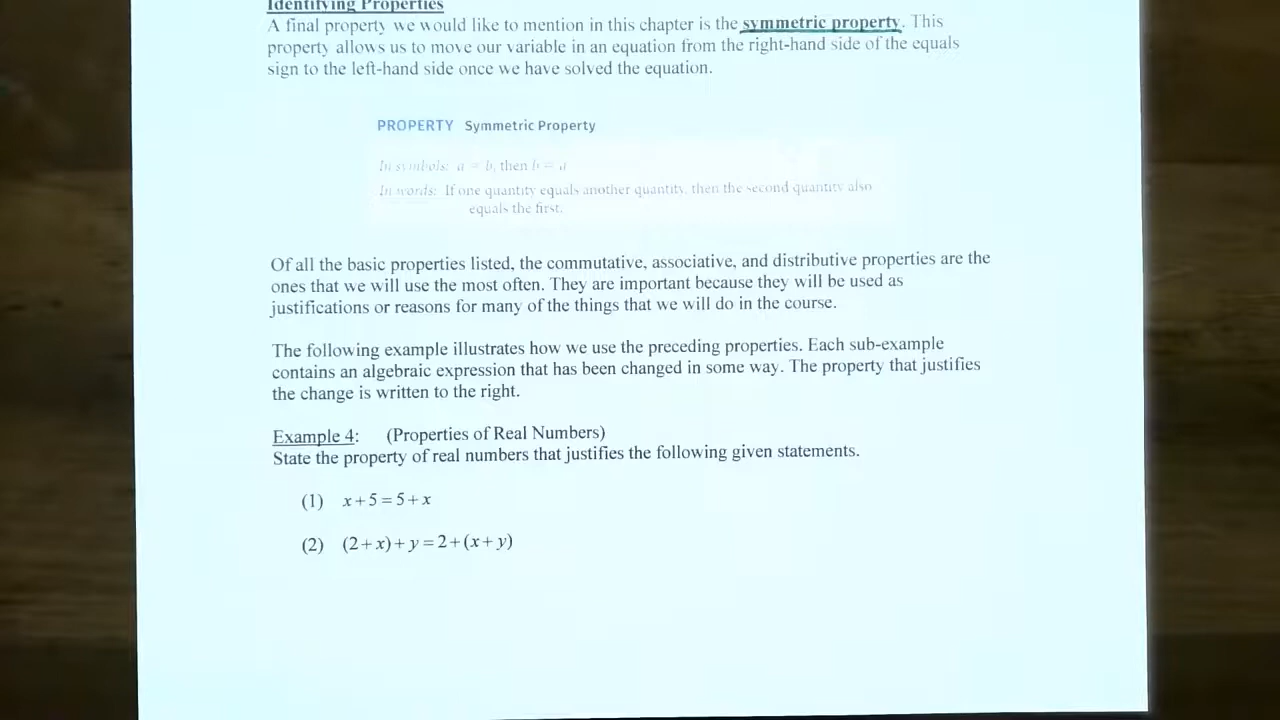 Identifying Properties
A final property we would like to mention in this chapter is the symmetric property. This
property allows us to move our variable in an equation from the right-hand side of the equals
sign to the left-hand side once we have solved the equation.
PROPERTY Symmetric Property
In symbols: a = b, then b = a
In words: If one quantity equals another quantity, then the second quantity also
equals the first.
Of all the basic properties listed, the commutative, associative, and distributive properties are the
ones that we will use the most often. They are important because they will be used as
justifications or reasons for many of the things that we will do in the course.
The following example illustrates how we use the preceding properties. Each sub-example
contains an algebraic expression that has been changed in some way. The property that justifies
the change is written to the right.
Example 4: (Properties of Real Numbers)
State the property of real numbers that justifies the following given statements.
(1) x+5=5+x
(2) (2+x)+y=2+(x+y)